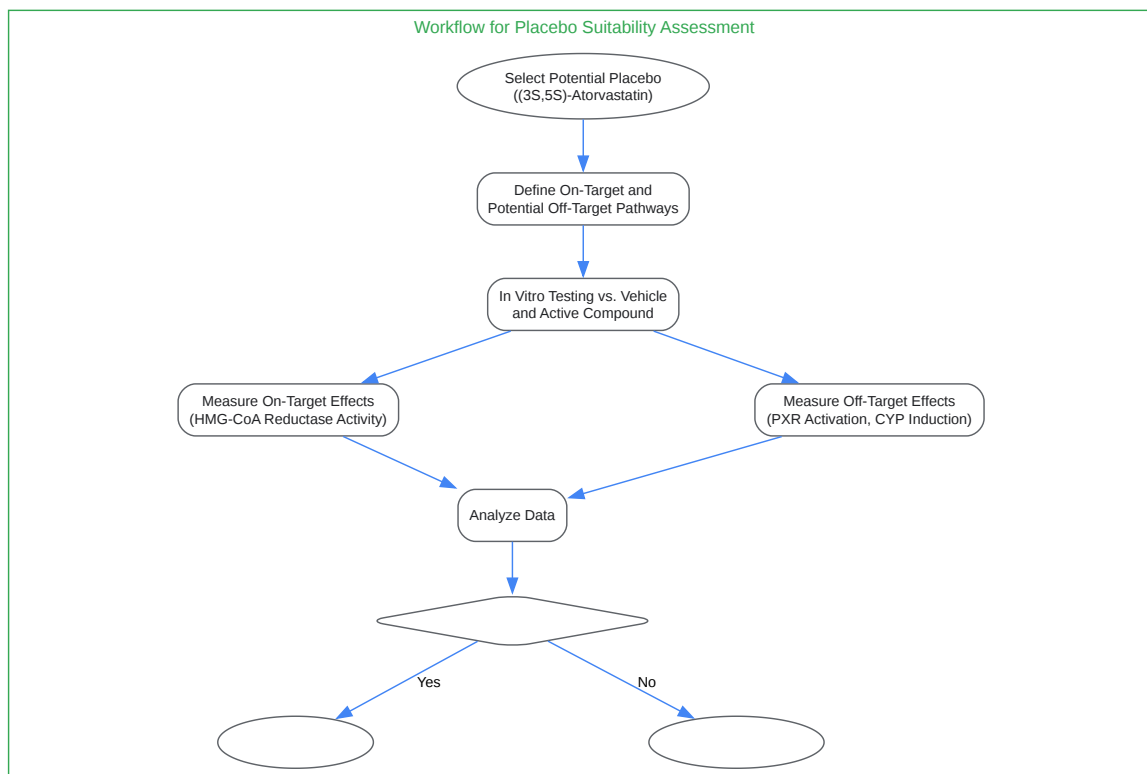 Workflow for Placebo Suitability Assessment
Select Potential Placebo
((3S,5S)-Atorvastatin)
Define On-Target and
Potential Off-Target Pathways
In Vitro Testing vs. Vehicle
and Active Compound
Measure On-Target Effects
(HMG-CoA Reductase Activity)
Measure Off-Target Effects
(PXR Activation, CYP Induction)
Analyze Data
Yes
No